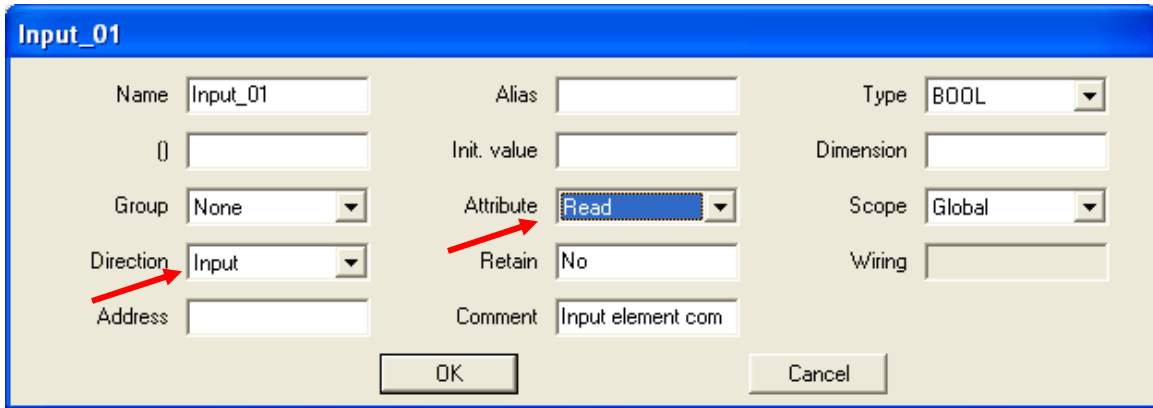 Input_01
Name Input_01 Alias Type BOOL
() Init. value Dimension
Group None Attribute Read Scope Global
Direction Input Retain No Wiring
Address Comment Input element com
OK Cancel